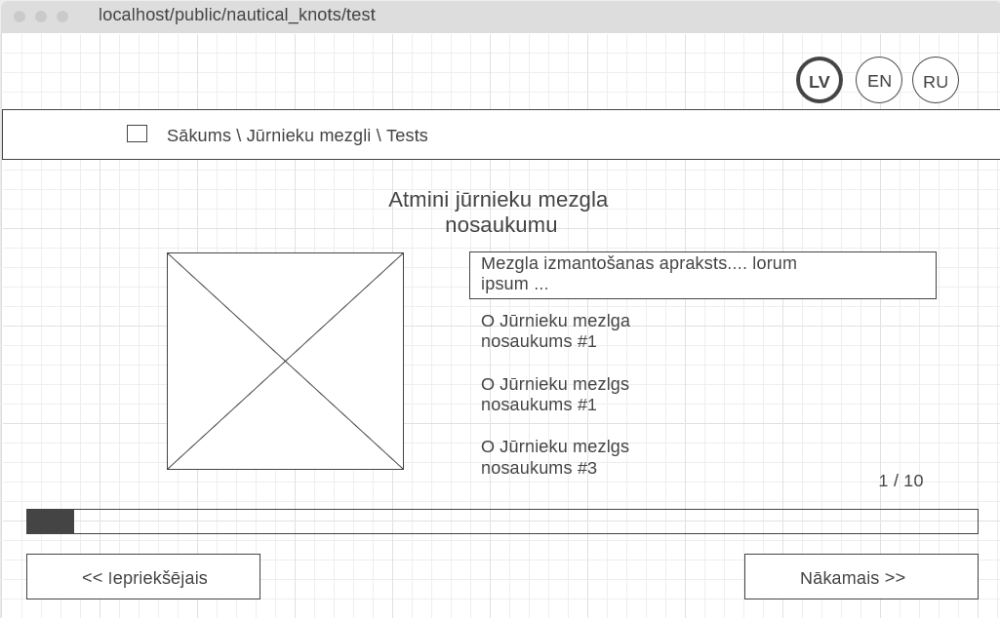 localhost/public/nautical_knots/test
LV EN RU
Sākums \ Jūrnieku mezgli \ Tests
Atmini jūrnieku mezgla
nosaukumu
Mezgla izmantošanas apraksts.... lorum
ipsum ...
O Jūrnieku mezlga
nosaukums #1
O Jūrnieku mezlgs
nosaukums #1
O Jūrnieku mezlgs
nosaukums #3
1 / 10
<< Iepriekšējais
Nākamais >>